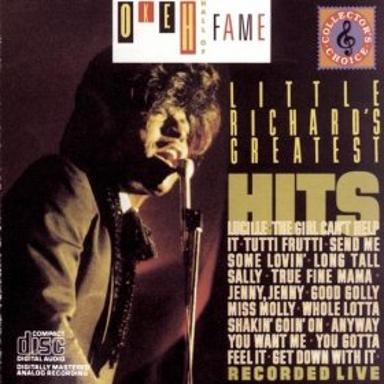 OKEH
HALL OF
FAME
COLLECTOR'S
CHOICE
LITTLE
RICHARD'S
GREATEST
HITS
LUCILLE · THE GIRL CAN'T HELP
IT · TUTTI FRUTTI · SEND ME
SOME LOVIN' · LONG TALL
SALLY · TRUE FINE MAMA ·
JENNY, JENNY · GOOD GOLLY
MISS MOLLY · WHOLE LOTTA
SHAKIN' GOIN' ON · ANYWAY
YOU WANT ME · YOU GOTTA
FEEL IT · GET DOWN WITH IT
RECORDED LIVE
COMPACT
disc
DIGITAL AUDIO
DIGITALLY MASTERED
ANALOG RECORDING